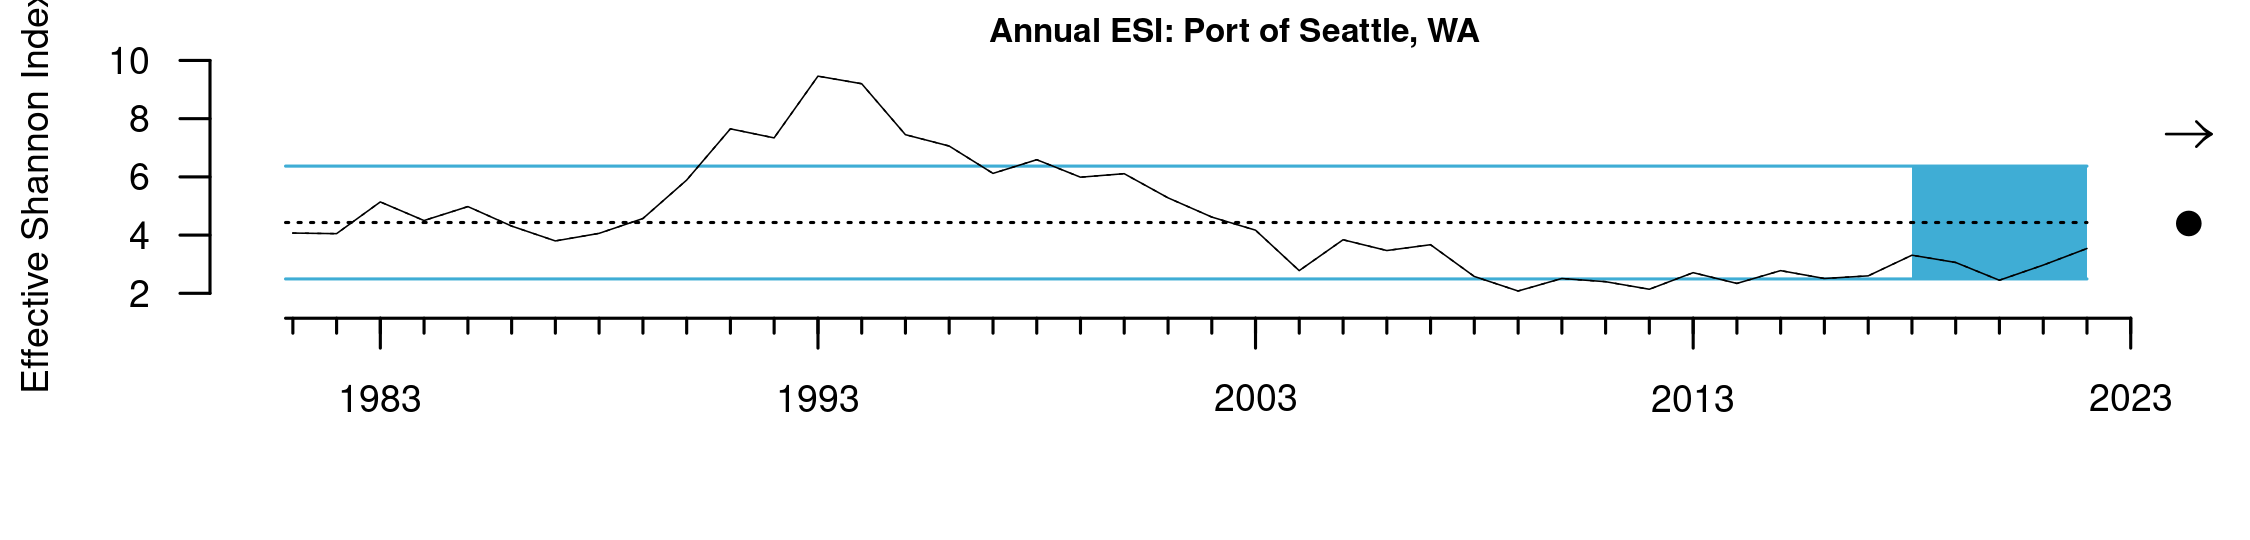 Annual ESI: Port of Seattle, WA
Effective Shannon Index
10
8
6
4
2
1983 1993 2003 2013 2023